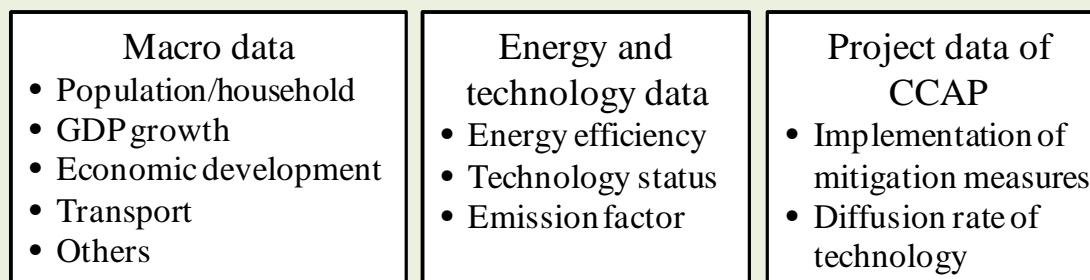 Macro data
• Population/household
• GDP growth
• Economic development
• Transport
• Others
Energy and
technology data
• Energy efficiency
• Technology status
• Emission factor
Project data of
CCAP
• Implementation of
mitigation measures
• Diffusion rate of
technology